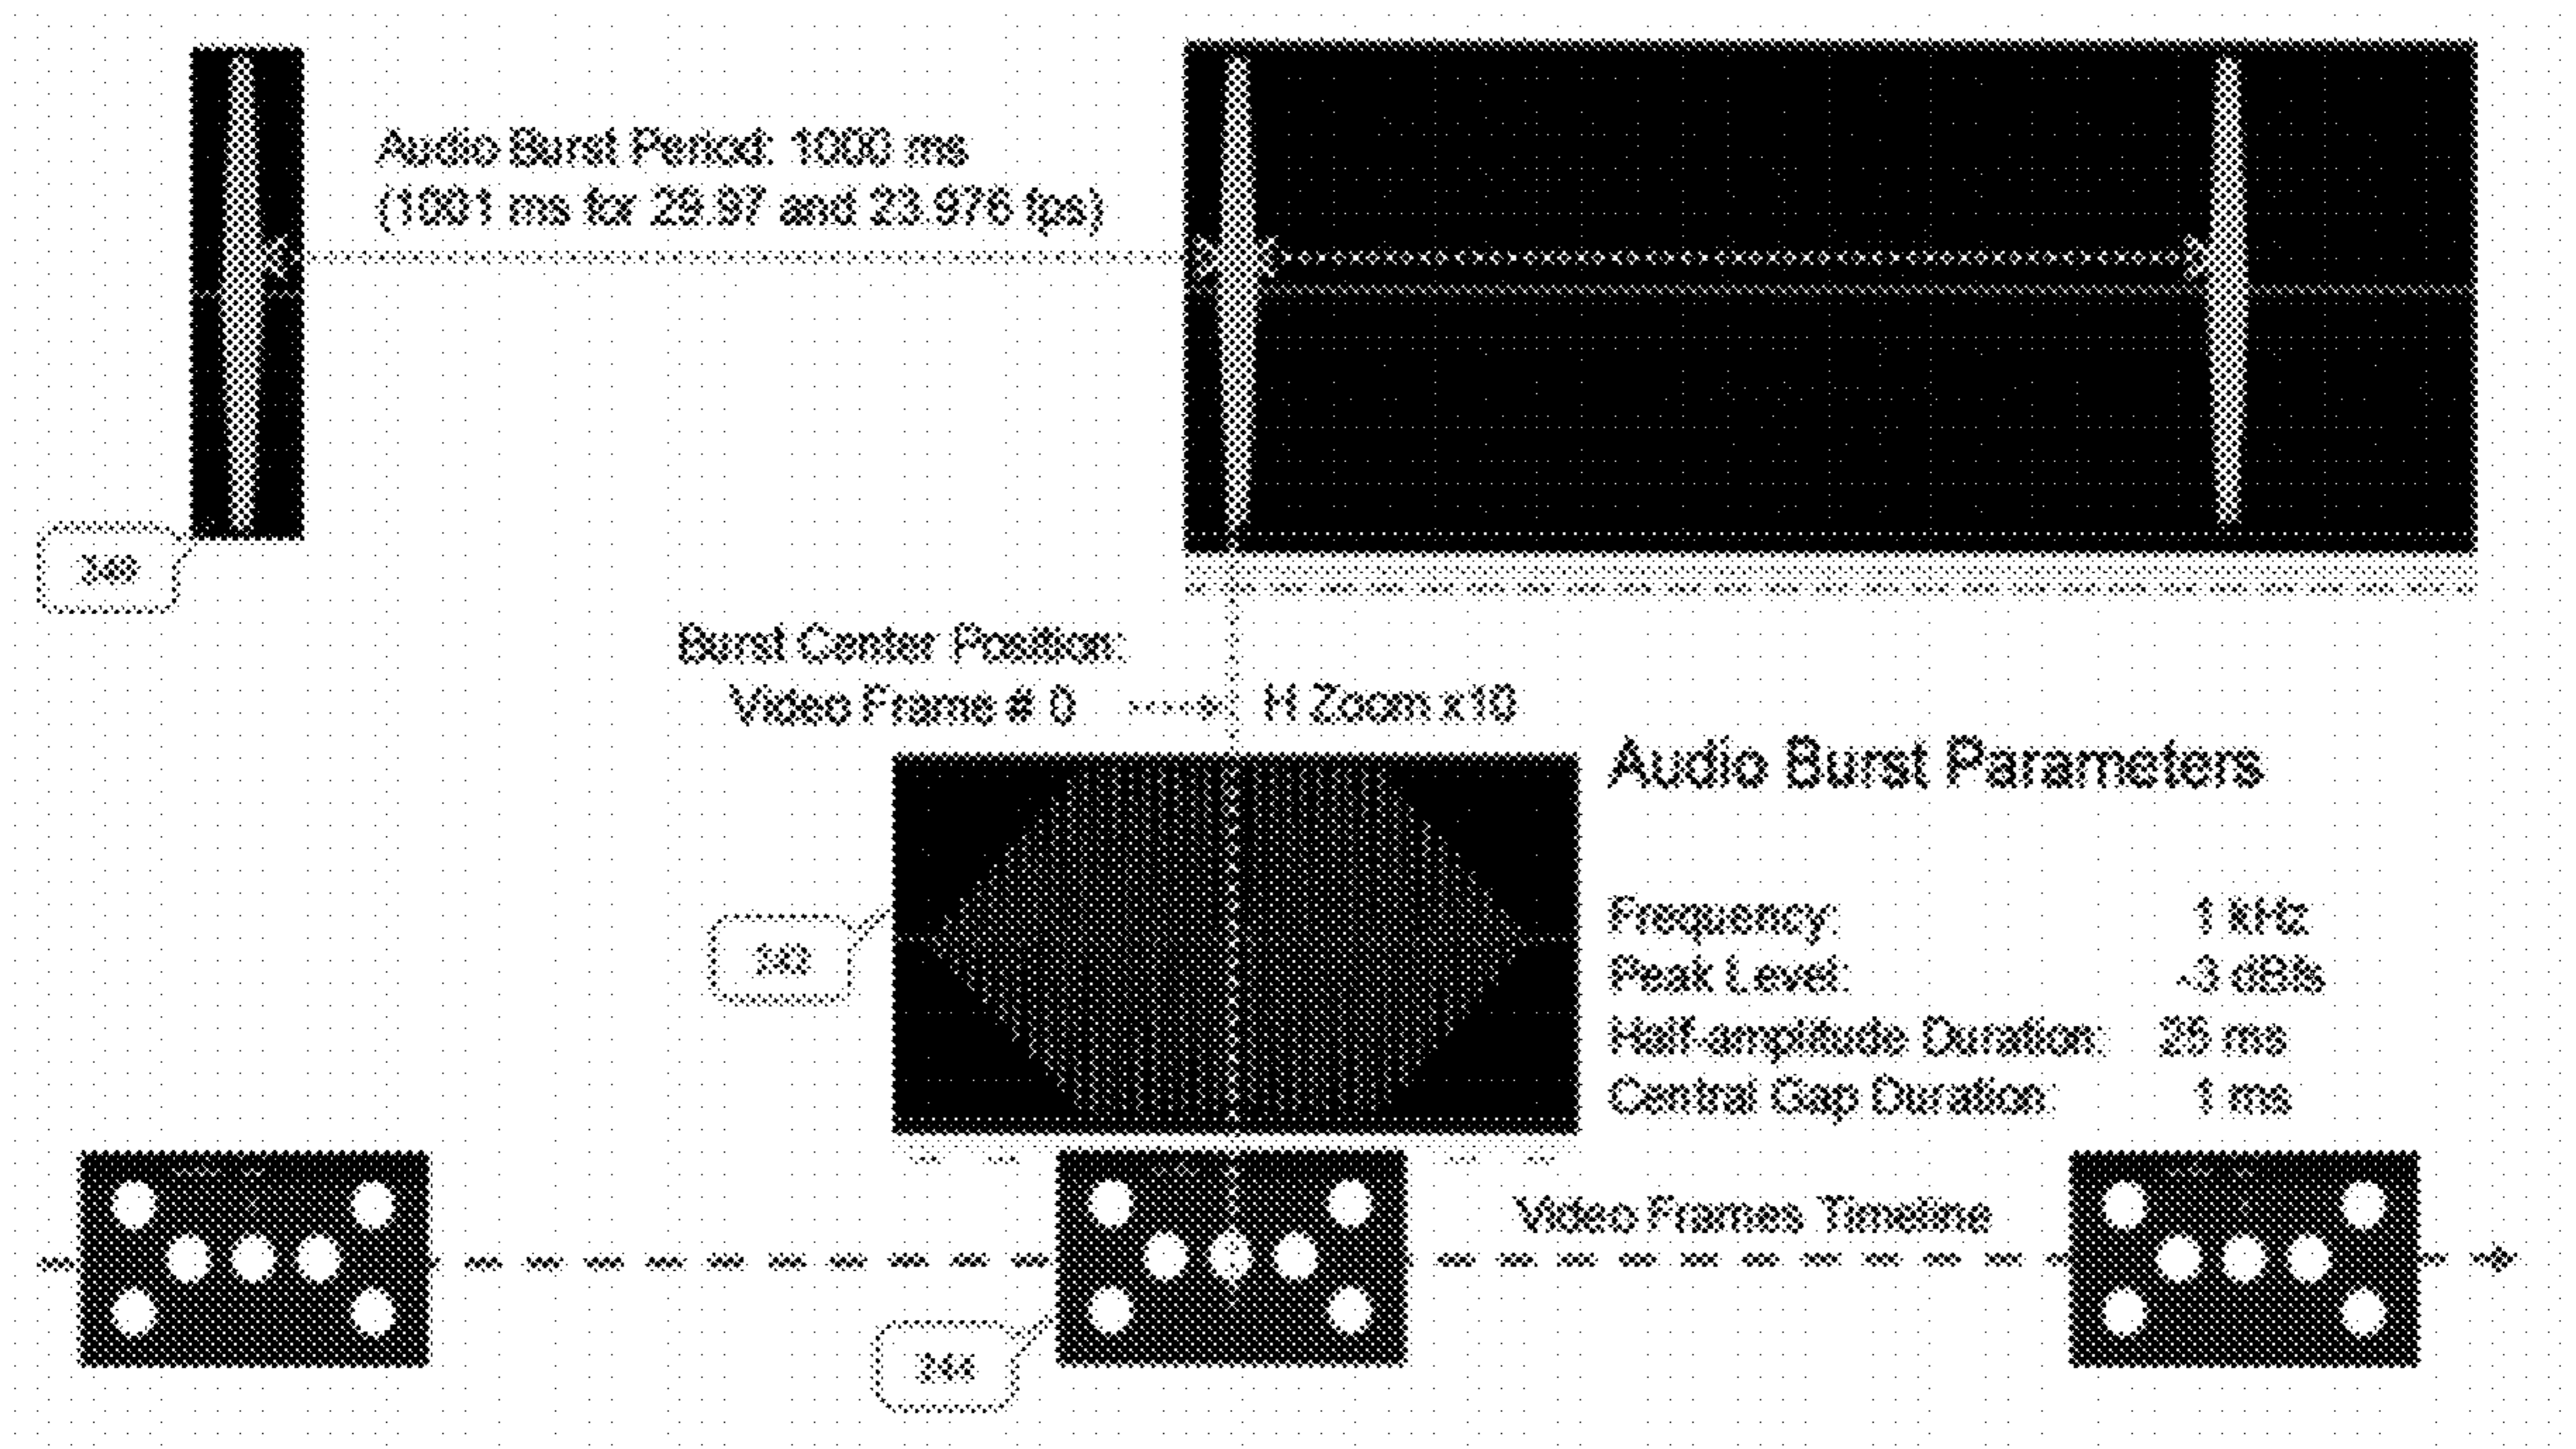 Audio Burst Period: 1000 ms
(1001 ms for 29.97 and 23.976 fps)
Burst Center Position:
Video Frame # 0
H Zoom x10
Audio Burst Parameters
Frequency: 1 kHz
Peak Level: -3 dBfs
Half-amplitude Duration: 25 ms
Central Gap Duration: 1 ms
Video Frames Timeline